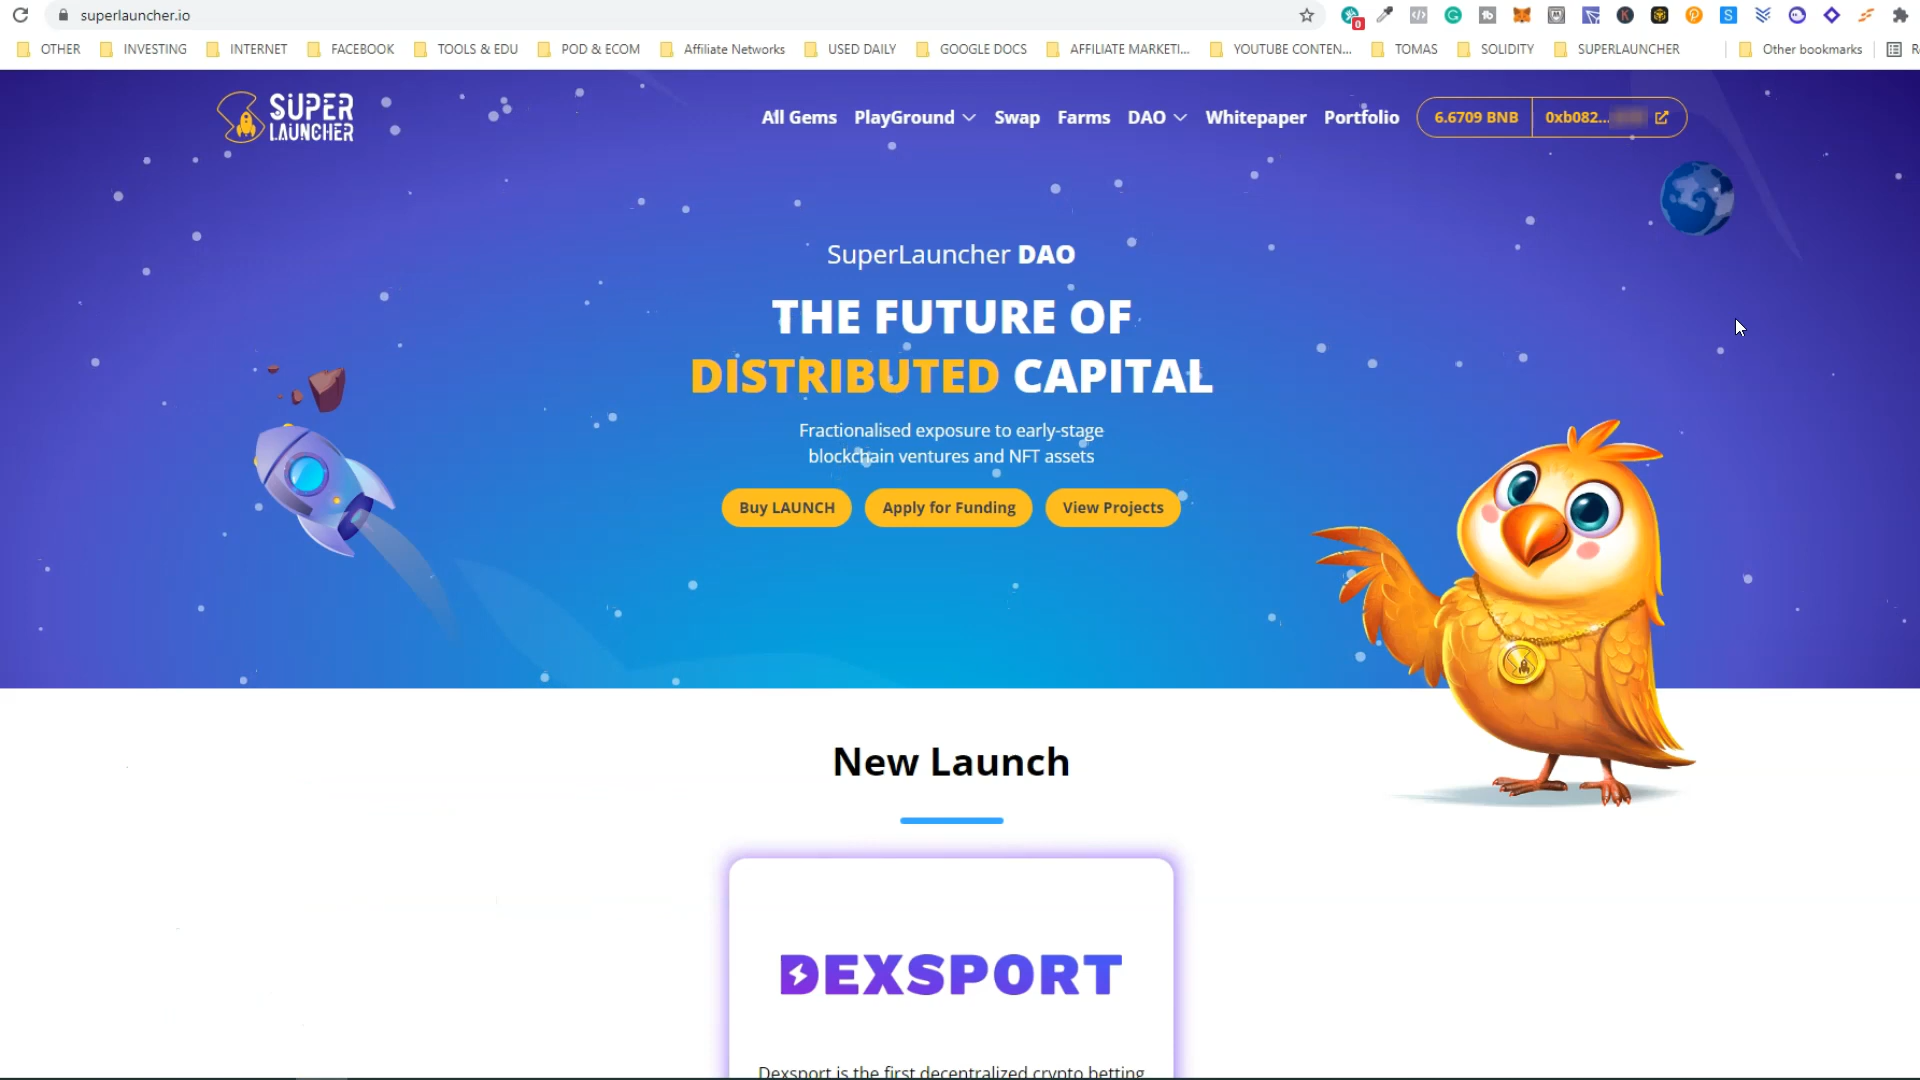 superlauncher.io
0
OTHER
INVESTING
INTERNET
FACEBOOK
TOOLS & EDU
POD & ECOM
Affiliate Networks
USED DAILY
GOOGLE DOCS
AFFILIATE MARKETI...
YOUTUBE CONTEN...
TOMAS
SOLIDITY
SUPERLAUNCHER
Other bookmarks
SUPER
LAUNCHER
All Gems
PlayGround
Swap
Farms
DAO
Whitepaper
Portfolio
6.6709 BNB
0xb082...
SuperLauncher DAO
THE FUTURE OF
DISTRIBUTED CAPITAL
Fractionalised exposure to early-stage
blockchain ventures and NFT assets
Buy LAUNCH
Apply for Funding
View Projects
New Launch
DEXSPORT
Dexsport is the first decentralized crypto betting